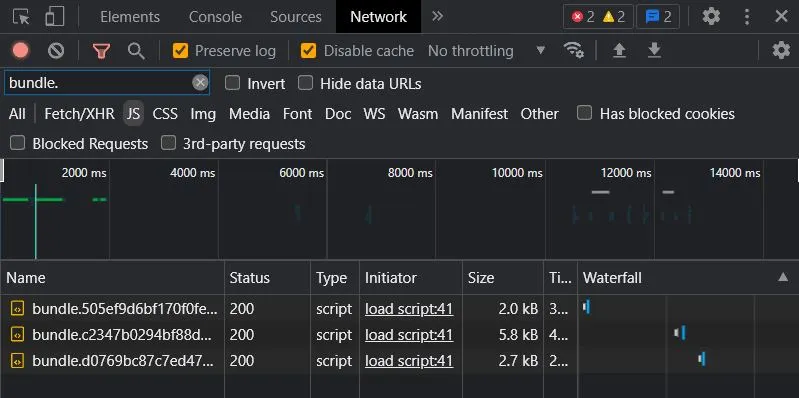 Elements Console Sources Network 2 2 2
Preserve log Disable cache No throttling
bundle. Invert Hide data URLs
All Fetch/XHR JS CSS Img Media Font Doc WS Wasm Manifest Other Has blocked cookies
Blocked Requests 3rd-party requests
2000 ms 4000 ms 6000 ms 8000 ms 10000 ms 12000 ms 14000 ms
Name Status Type Initiator Size Ti... Waterfall
bundle.505ef9d6bf170f0fe... 200 script load script:41 2.0 kB 3...
bundle.c2347b0294bf88d... 200 script load script:41 5.8 kB 4...
bundle.d0769bc87c7ed47... 200 script load script:41 2.7 kB 2...